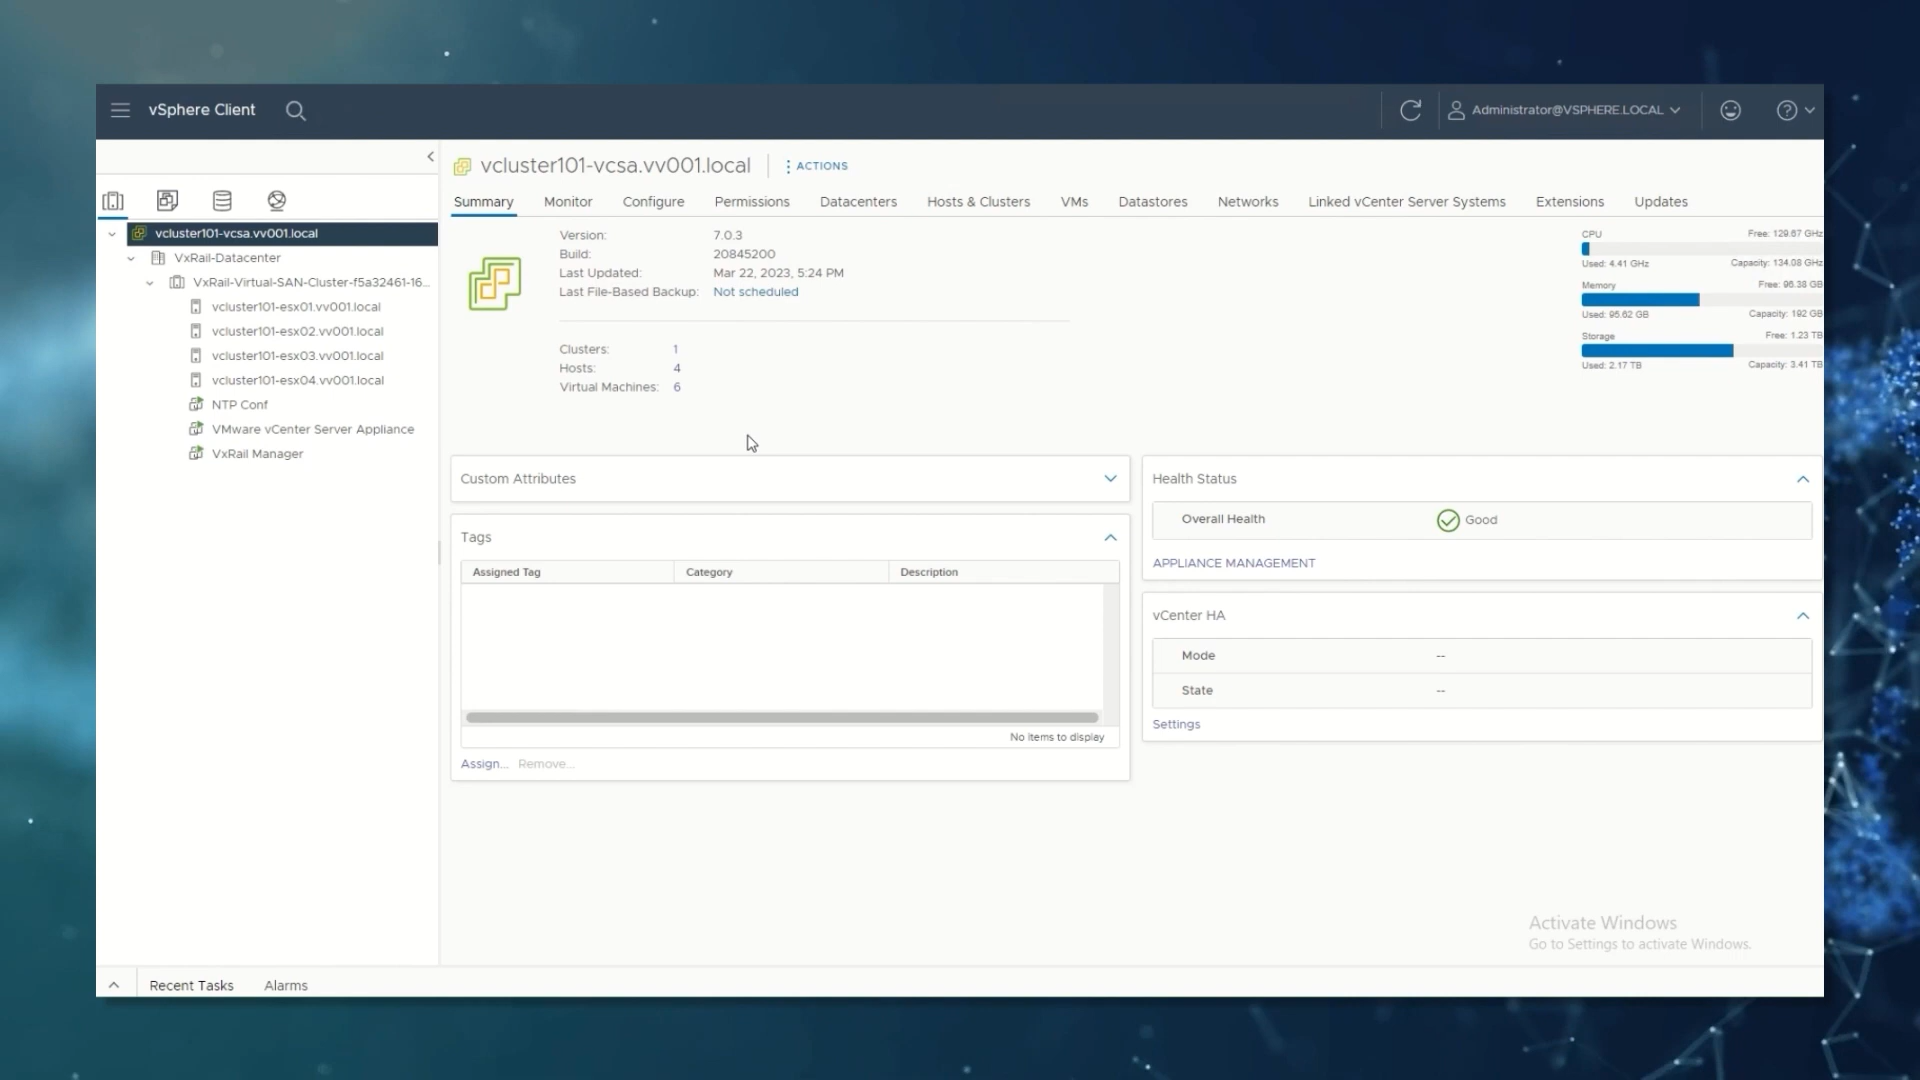 vSphere Client
Administrator@VSPHERE.LOCAL
vcluster101-vcsa.vv001.local
VxRail-Datacenter
VxRail-Virtual-SAN-Cluster-f5a32461-16...
vcluster101-esx01.vv001.local
vcluster101-esx02.vv001.local
vcluster101-esx03.vv001.local
vcluster101-esx04.vv001.local
NTP Conf
VMware vCenter Server Appliance
VxRail Manager
vcluster101-vcsa.vv001.local
ACTIONS
Summary Monitor Configure Permissions Datacenters Hosts & Clusters VMs Datastores Networks Linked vCenter Server Systems Extensions Updates
Version: 7.0.3
Build: 20845200
Last Updated: Mar 22, 2023, 5:24 PM
Last File-Based Backup: Not scheduled
Clusters: 1
Hosts: 4
Virtual Machines: 6
CPU Free: 129.67 GHz
Used: 4.41 GHz Capacity: 134.08 GHz
Memory Free: 96.38 GB
Used: 95.62 GB Capacity: 192 GB
Storage Free: 1.23 TB
Used: 2.17 TB Capacity: 3.41 TB
Custom Attributes
Tags
Assigned Tag Category Description
No items to display
Assign... Remove...
Health Status
Overall Health Good
APPLIANCE MANAGEMENT
vCenter HA
Mode --
State --
Settings
Activate Windows
Go to Settings to activate Windows.
Recent Tasks Alarms